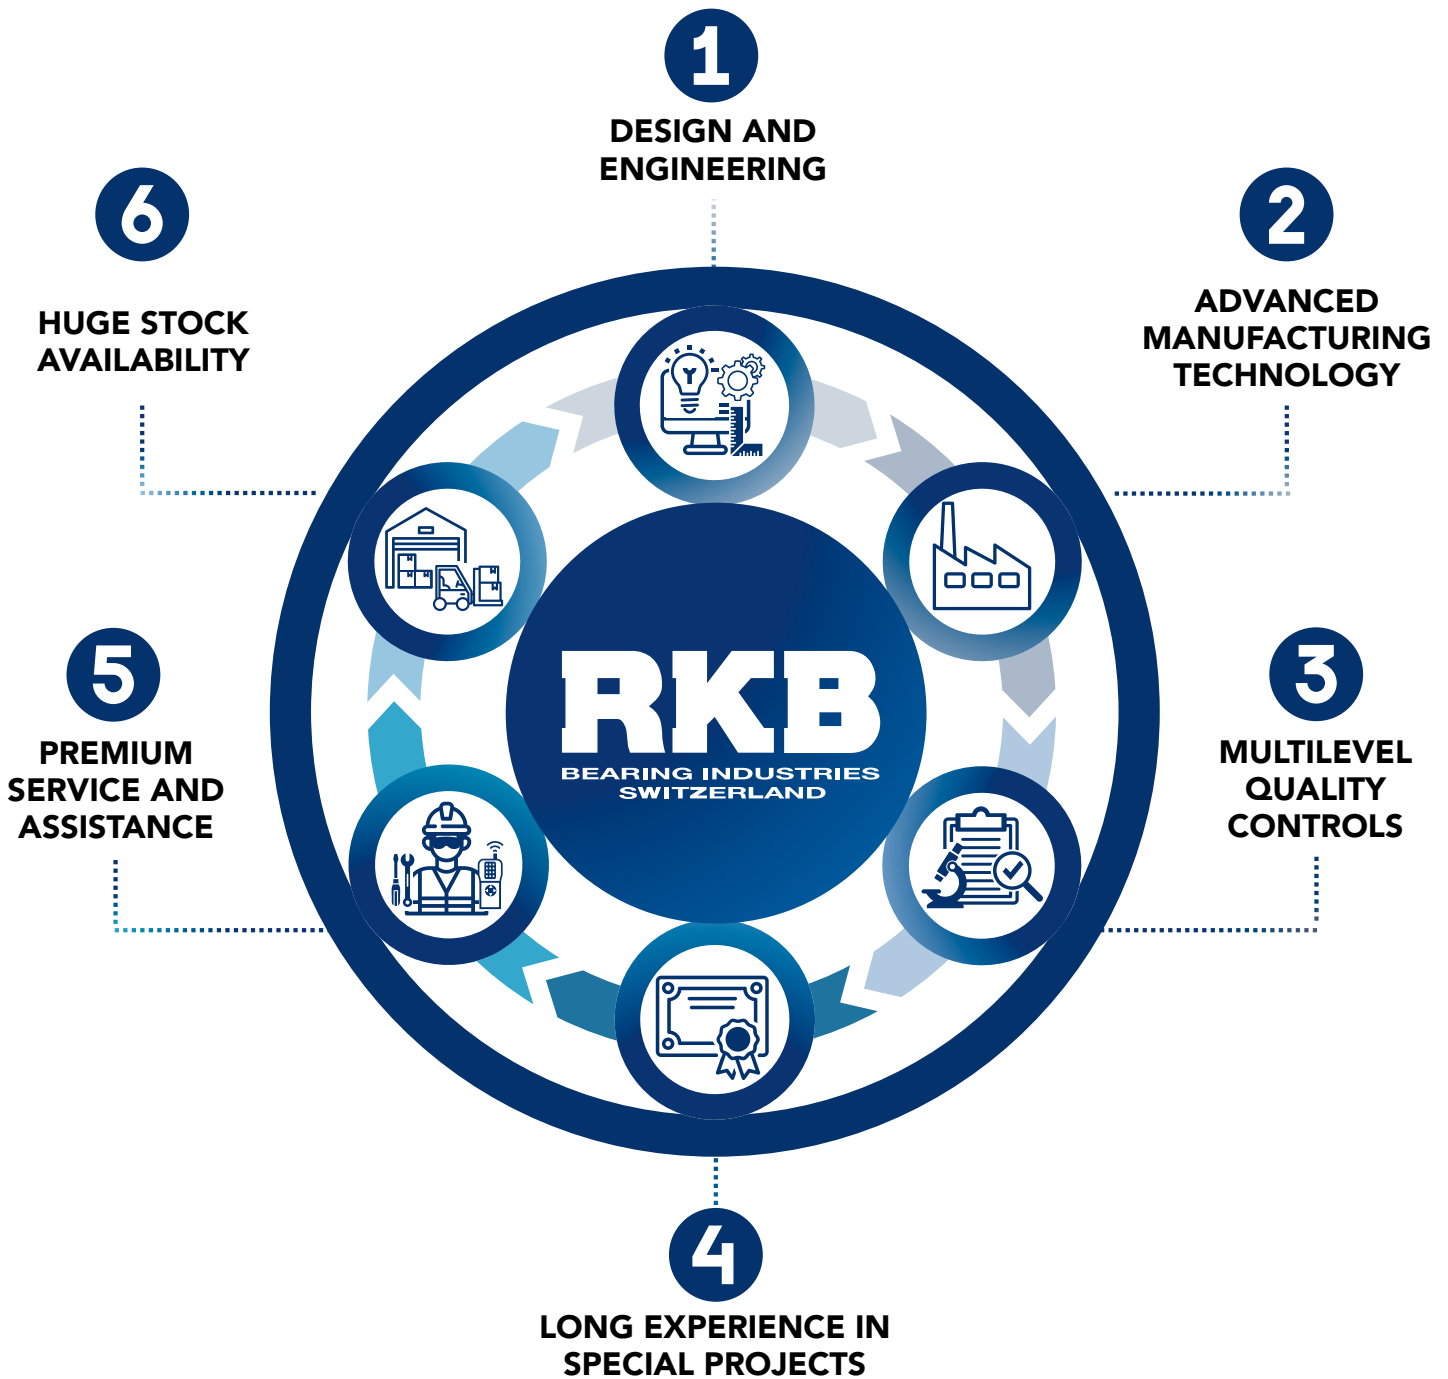 1
DESIGN AND
ENGINEERING
2
ADVANCED
MANUFACTURING
TECHNOLOGY
3
MULTILEVEL
QUALITY
CONTROLS
4
LONG EXPERIENCE IN
SPECIAL PROJECTS
5
PREMIUM
SERVICE AND
ASSISTANCE
6
HUGE STOCK
AVAILABILITY
RKB
BEARING INDUSTRIES
SWITZERLAND